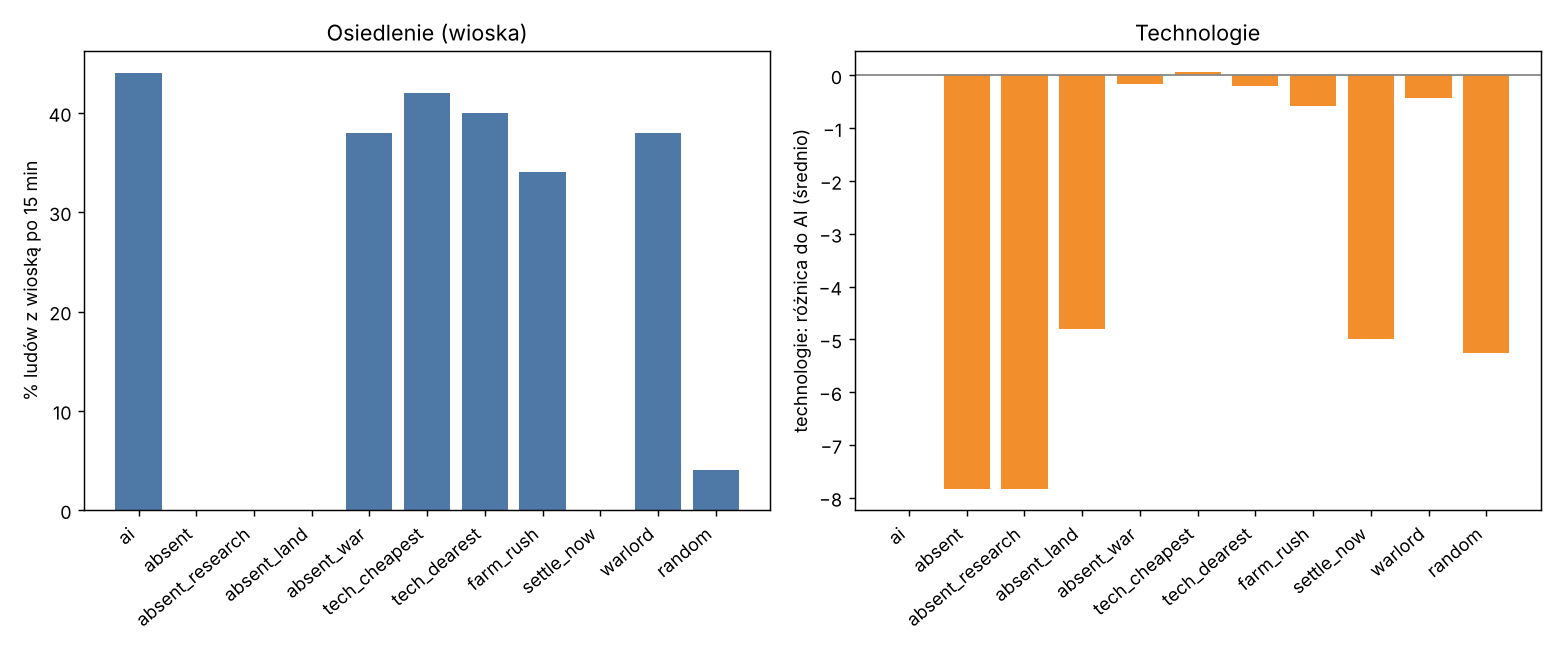 Osiedlenie (wioska)
% ludów z wioską po 15 min
40
30
20
10
0
ai
absent
absent_research
absent_land
absent_war
tech_cheapest
tech_dearest
farm_rush
settle_now
warlord
random
Technologie
technologie: różnica do AI (średnio)
0
−1
−2
−3
−4
−5
−6
−7
−8
ai
absent
absent_research
absent_land
absent_war
tech_cheapest
tech_dearest
farm_rush
settle_now
warlord
random